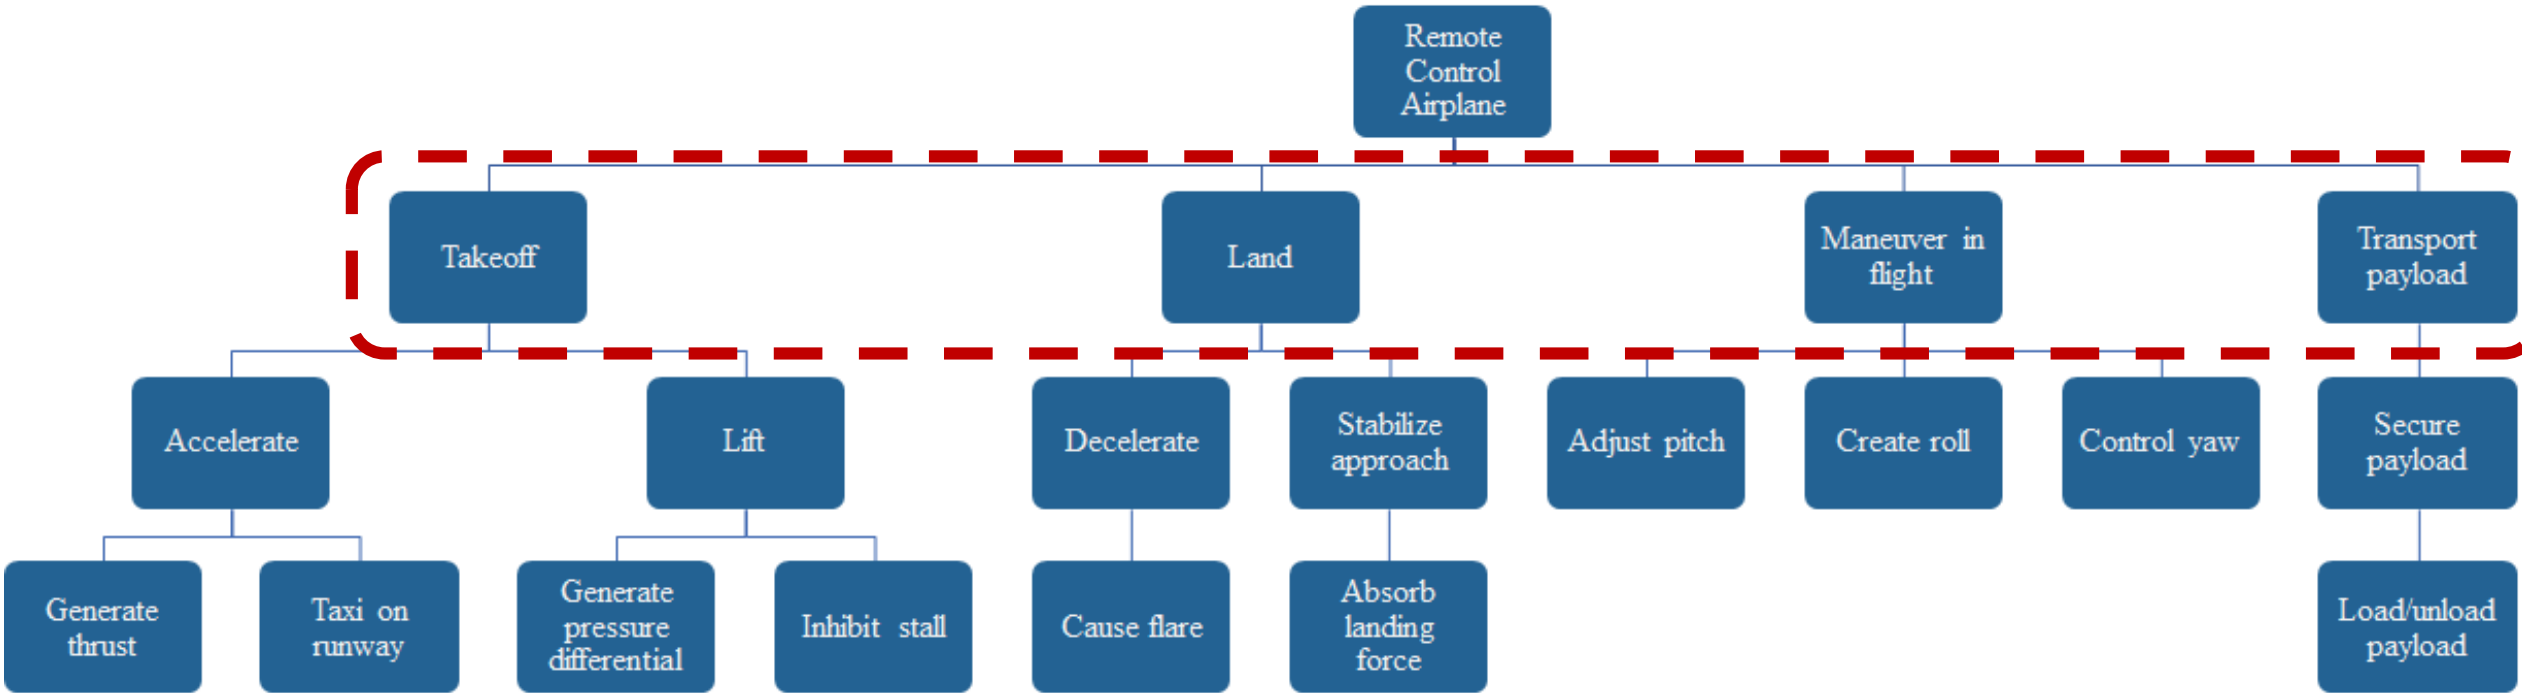 Remote
Control
Airplane
Takeoff
Land
Maneuver in
flight
Transport
payload
Accelerate
Lift
Decelerate
Stabilize
approach
Adjust pitch
Create roll
Control yaw
Secure
payload
Generate
thrust
Taxi on
runway
Generate
pressure
differential
Inhibit stall
Cause flare
Absorb
landing
force
Load/unload
payload